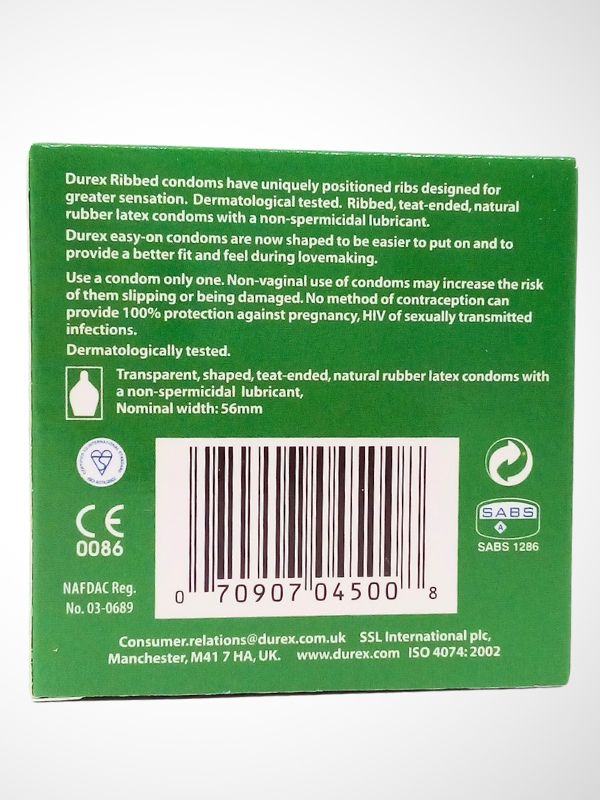 Durex Ribbed condoms have uniquely positioned ribs designed for
greater sensation. Dermatological tested. Ribbed, teat-ended, natural
rubber latex condoms with a non-spermicidal lubricant.
Durex easy-on condoms are now shaped to be easier to put on and to
provide a better fit and feel during lovemaking.
Use a condom only one. Non-vaginal use of condoms may increase the risk
of them slipping or being damaged. No method of contraception can
provide 100% protection against pregnancy, HIV of sexually transmitted
infections.
Dermatologically tested.
Transparent, shaped, teat-ended, natural rubber latex condoms with
a non-spermicidal lubricant,
Nominal width: 56mm
CE
0086
NAFDAC Reg.
No. 03-0689
0 70907 04500 8
SABS
A
SABS 1286
Consumer.relations@durex.com.uk SSL International plc,
Manchester, M41 7 HA, UK. www.durex.com ISO 4074: 2002